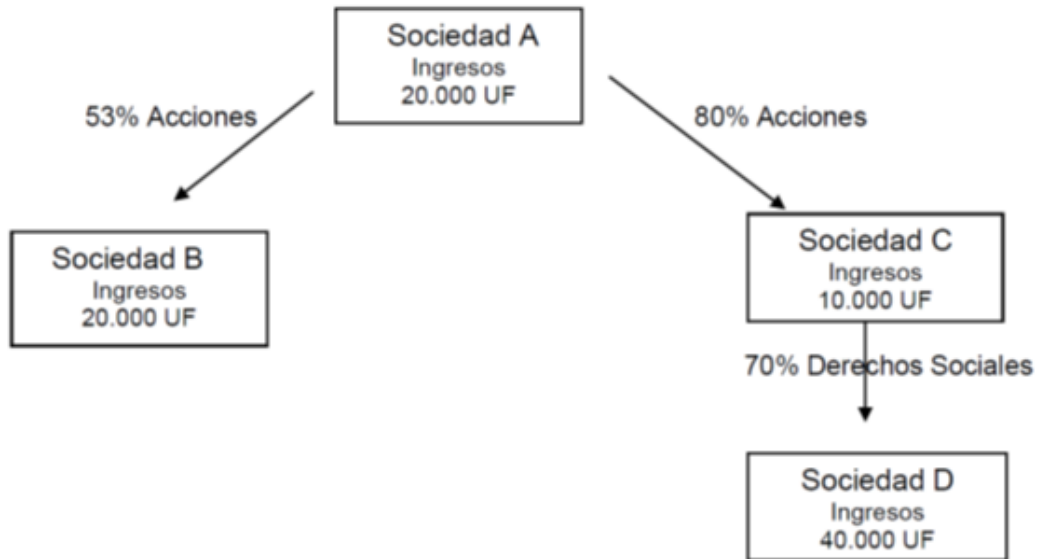 Sociedad A
Ingresos
20.000 UF
53% Acciones
80% Acciones
Sociedad B
Ingresos
20.000 UF
Sociedad C
Ingresos
10.000 UF
70% Derechos Sociales
Sociedad D
Ingresos
40.000 UF